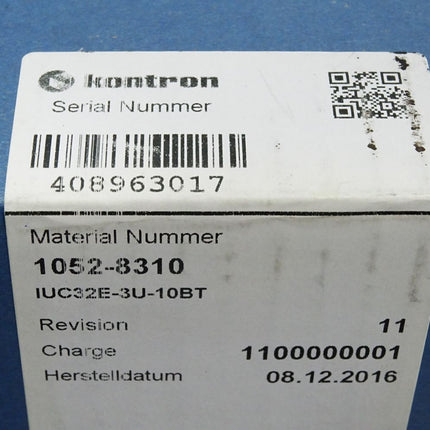 kontron
Serial Nummer
408963017
Material Nummer
1052-8310
IUC32E-3U-10BT
Revision 11
Charge 1100000001
Herstelldatum 08.12.2016